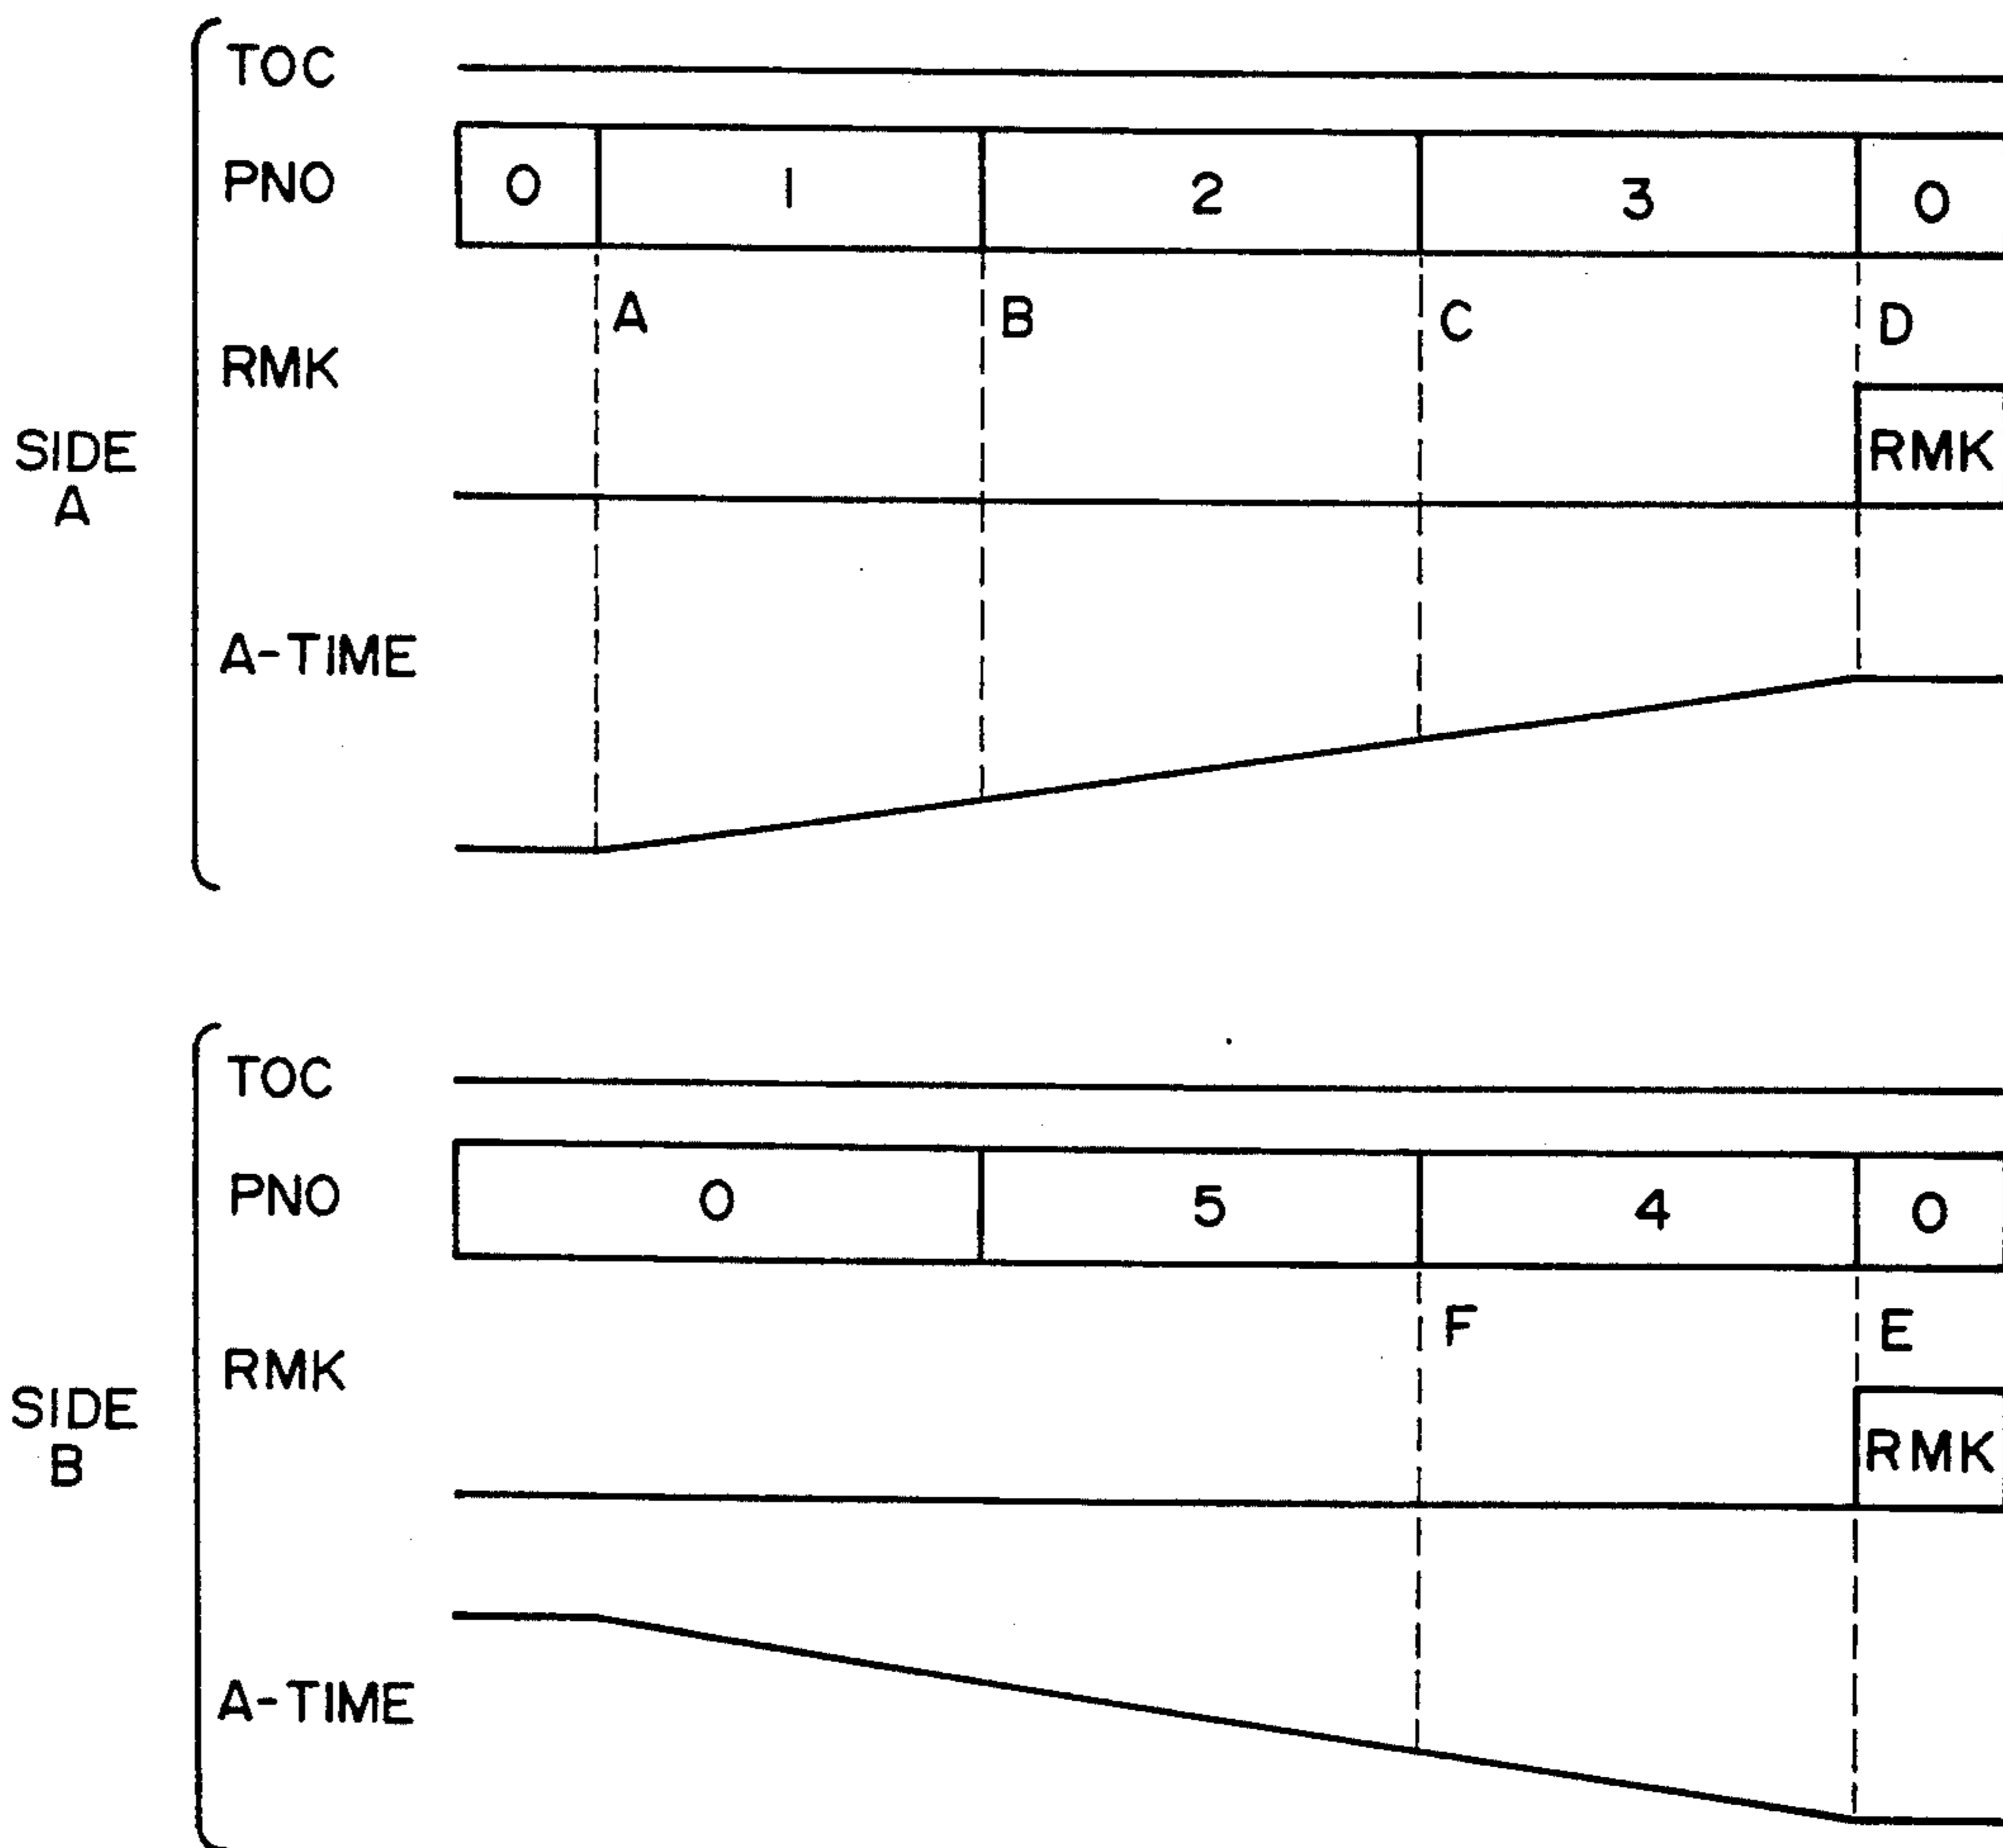 TOC
PNO 0 1 2 3 0
A B C D
RMK
RMK
SIDE A
A-TIME
TOC
PNO 0 5 4 0
F E
RMK
RMK
SIDE B
A-TIME